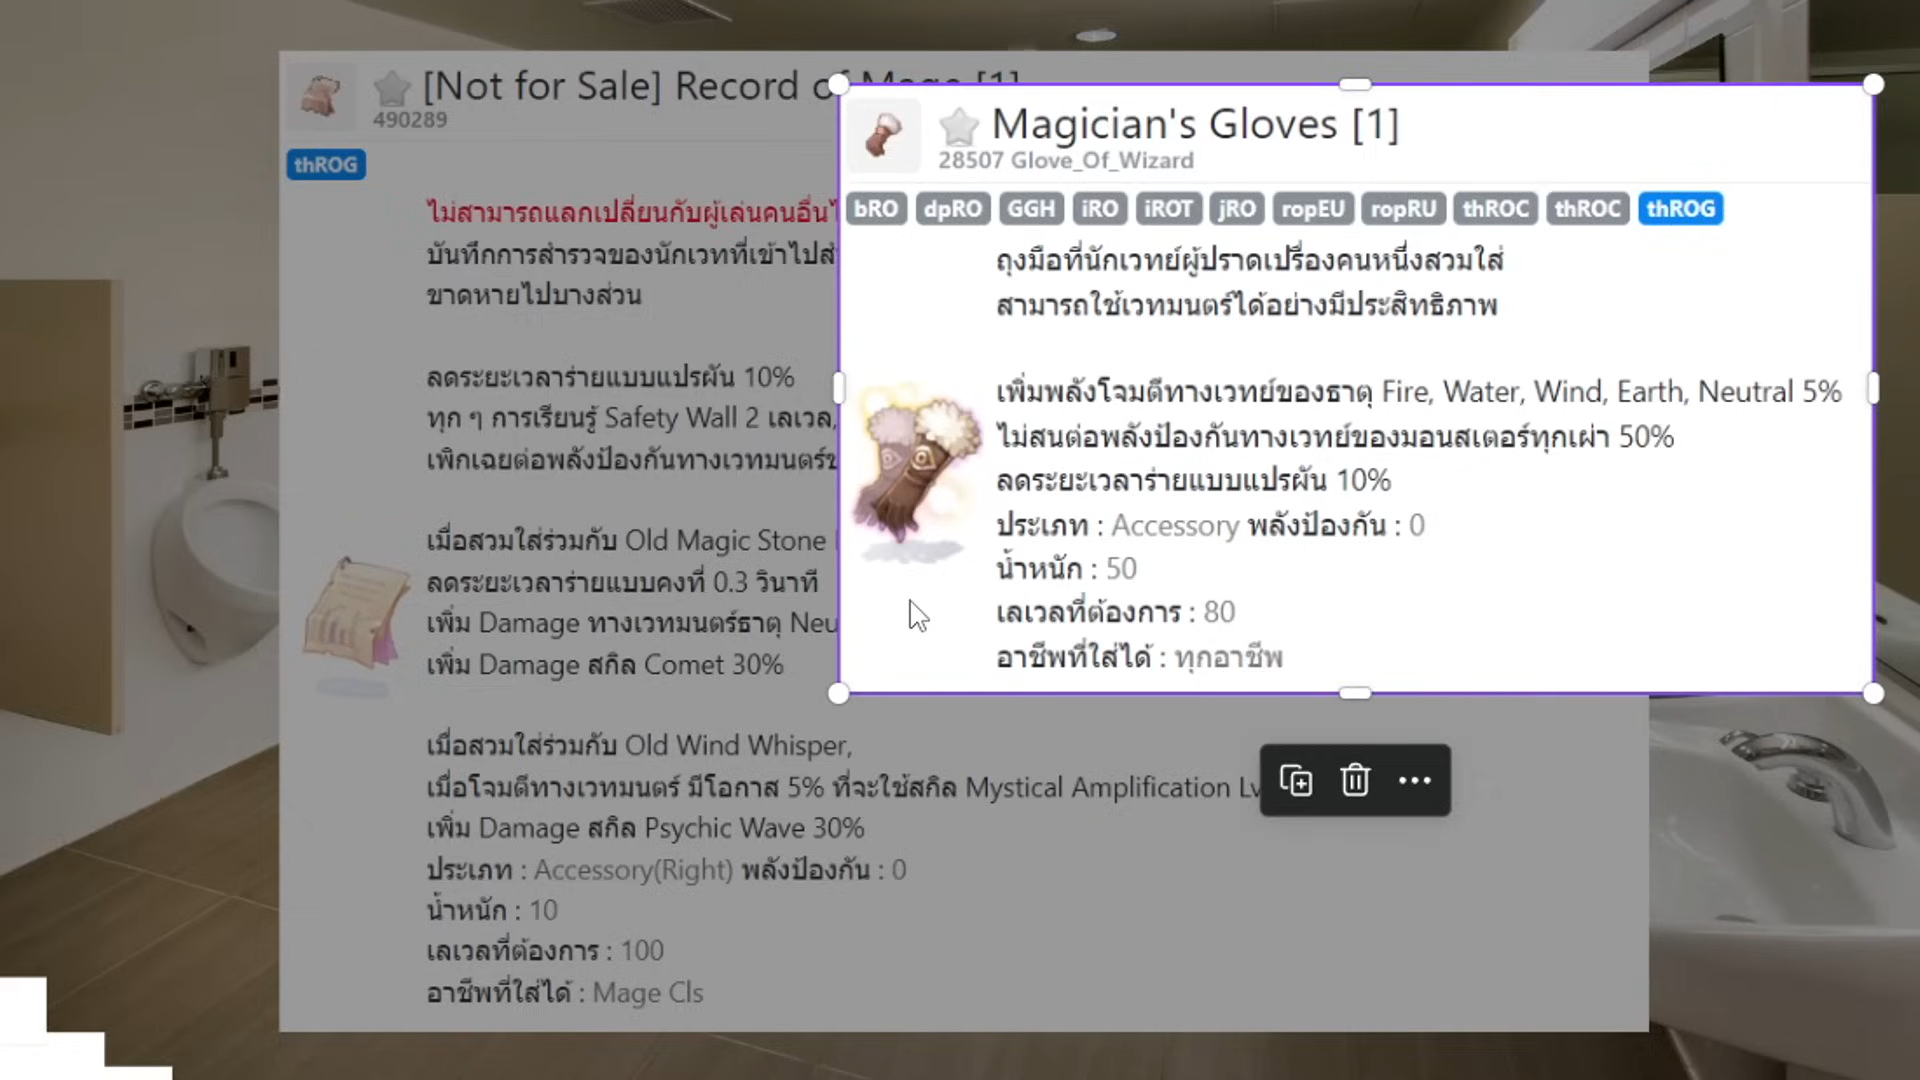 [Not for Sale] Record of Mage [1]
490289
thROG
ไม่สามารถแลกเปลี่ยนกับผู้เล่นคนอื่น
บันทึกการสำรวจของนักเวทที่เข้าไป
ขาดหายไปบางส่วน
ลดระยะเวลาร่ายแบบแปรผัน 10%
ทุก ๆ การเรียนรู้ Safety Wall 2 เลเวล,
เพิกเฉยต่อพลังป้องกันทางเวทมนตร์
เมื่อสวมใส่ร่วมกับ Old Magic Stone
ลดระยะเวลาร่ายแบบคงที่ 0.3 วินาที
เพิ่ม Damage ทางเวทมนตร์ธาตุ Neu
เพิ่ม Damage สกิล Comet 30%
เมื่อสวมใส่ร่วมกับ Old Wind Whisper,
เมื่อโจมตีทางเวทมนตร์ มีโอกาส 5% ที่จะใช้สกิล Mystical Amplification Lv
เพิ่ม Damage สกิล Psychic Wave 30%
ประเภท : Accessory(Right) พลังป้องกัน : 0
น้ำหนัก : 10
เลเวลที่ต้องการ : 100
อาชีพที่ใส่ได้ : Mage Cls
Magician's Gloves [1]
28507 Glove_Of_Wizard
bRO dpRO GGH iRO iROT jRO ropEU ropRU thROC thROC thROG
ถุงมือที่นักเวทย์ผู้ปราดเปรื่องคนหนึ่งสวมใส่
สามารถใช้เวทมนตร์ได้อย่างมีประสิทธิภาพ
เพิ่มพลังโจมตีทางเวทย์ของธาตุ Fire, Water, Wind, Earth, Neutral 5%
ไม่สนต่อพลังป้องกันทางเวทย์ของมอนสเตอร์ทุกเผ่า 50%
ลดระยะเวลาร่ายแบบแปรผัน 10%
ประเภท : Accessory พลังป้องกัน : 0
น้ำหนัก : 50
เลเวลที่ต้องการ : 80
อาชีพที่ใส่ได้ : ทุกอาชีพ